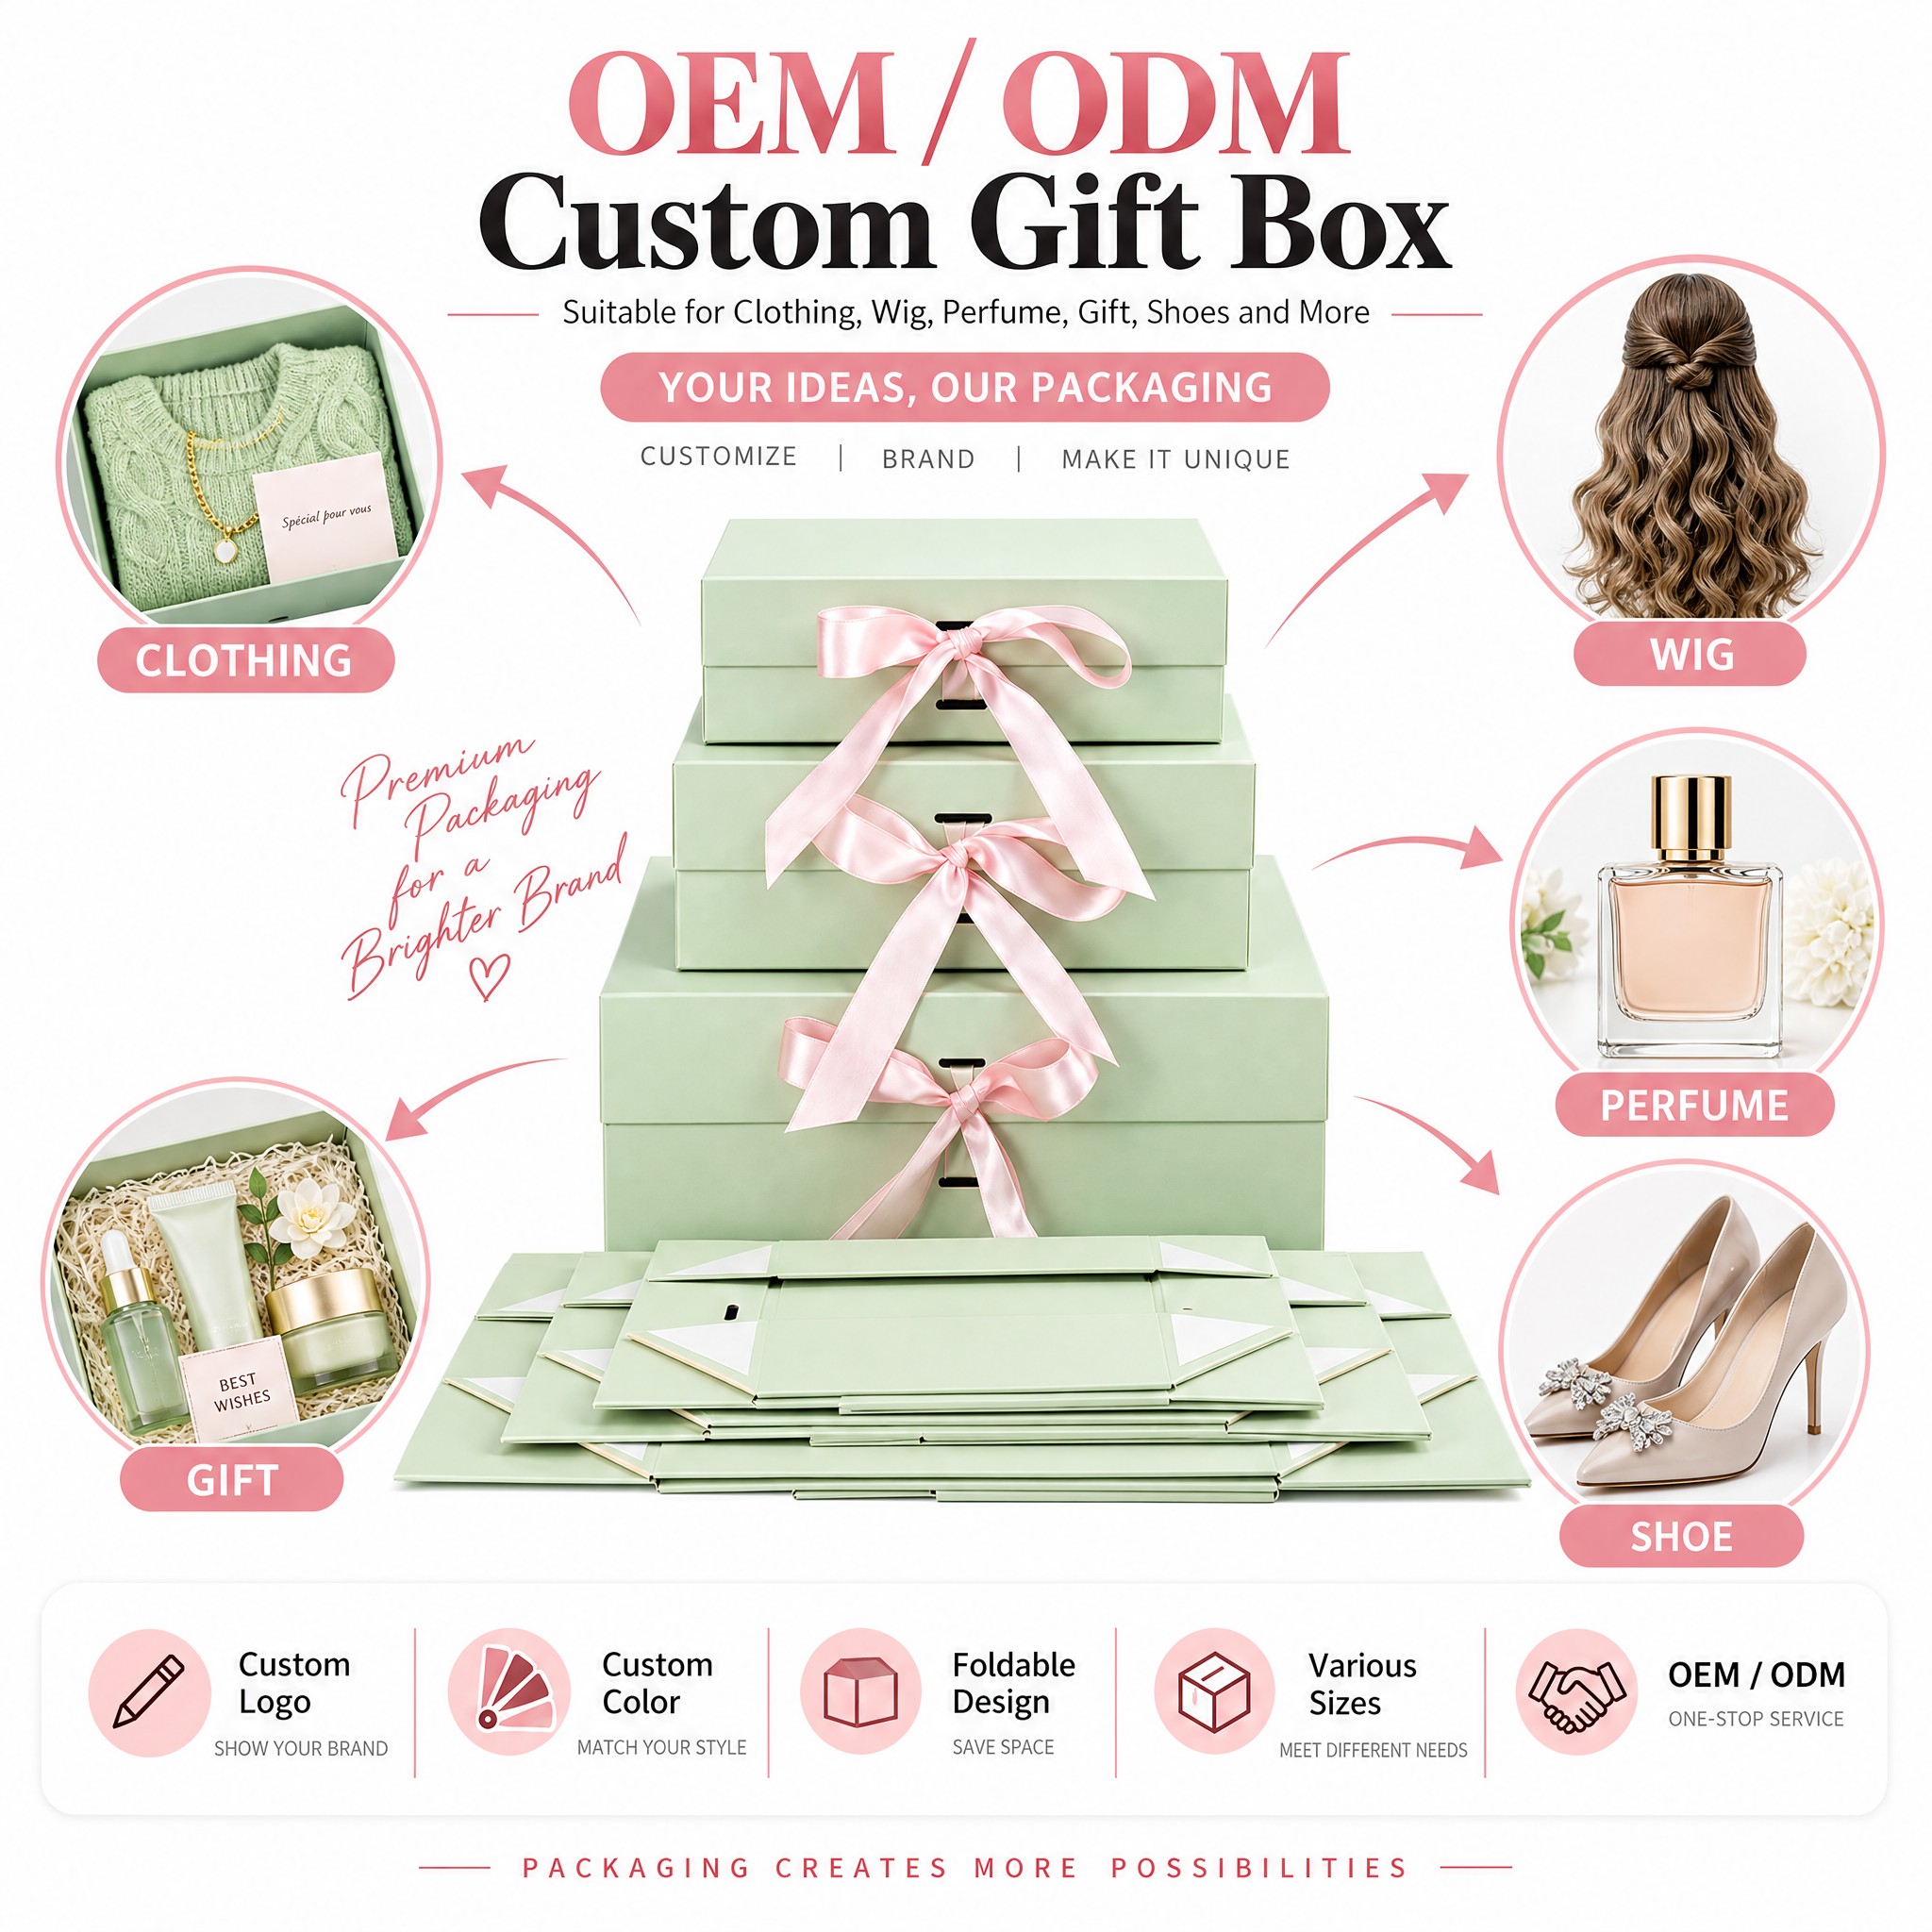 OEM / ODM
Custom Gift Box
Suitable for Clothing, Wig, Perfume, Gift, Shoes and More
YOUR IDEAS, OUR PACKAGING
CUSTOMIZE | BRAND | MAKE IT UNIQUE
Spécial pour vous
CLOTHING
WIG
Premium
Packaging
for a
Brighter Brand
PERFUME
BEST
WISHES
GIFT
SHOE
Custom
Logo
SHOW YOUR BRAND
Custom
Color
MATCH YOUR STYLE
Foldable
Design
SAVE SPACE
Various
Sizes
MEET DIFFERENT NEEDS
OEM / ODM
ONE-STOP SERVICE
PACKAGING CREATES MORE POSSIBILITIES